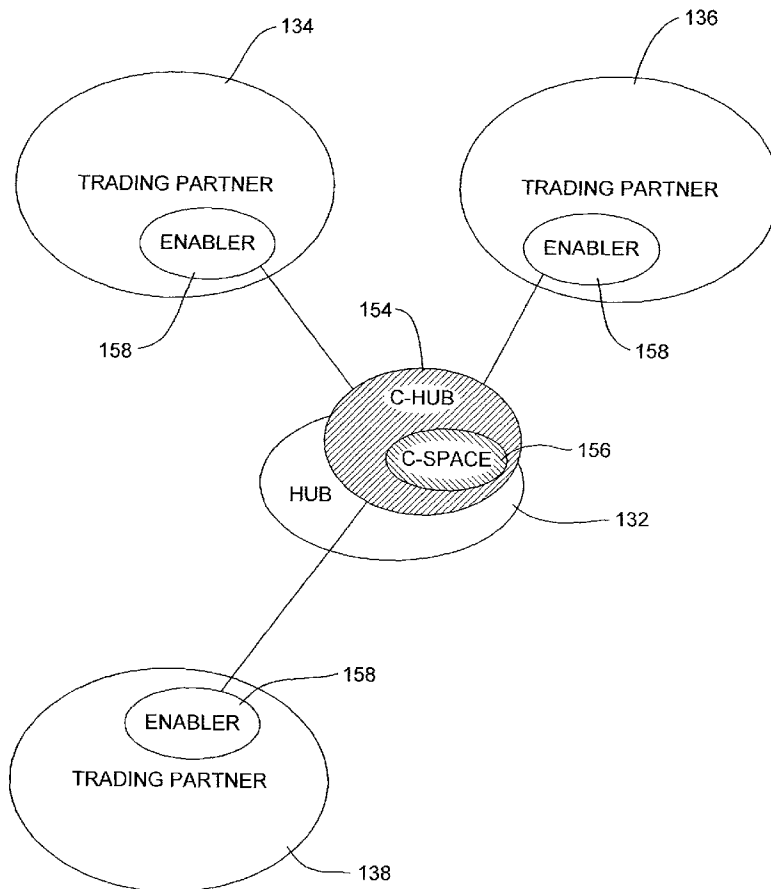 134
136
TRADING PARTNER
TRADING PARTNER
ENABLER
ENABLER
158
154
158
C-HUB
C-SPACE
156
HUB
132
158
ENABLER
TRADING PARTNER
138